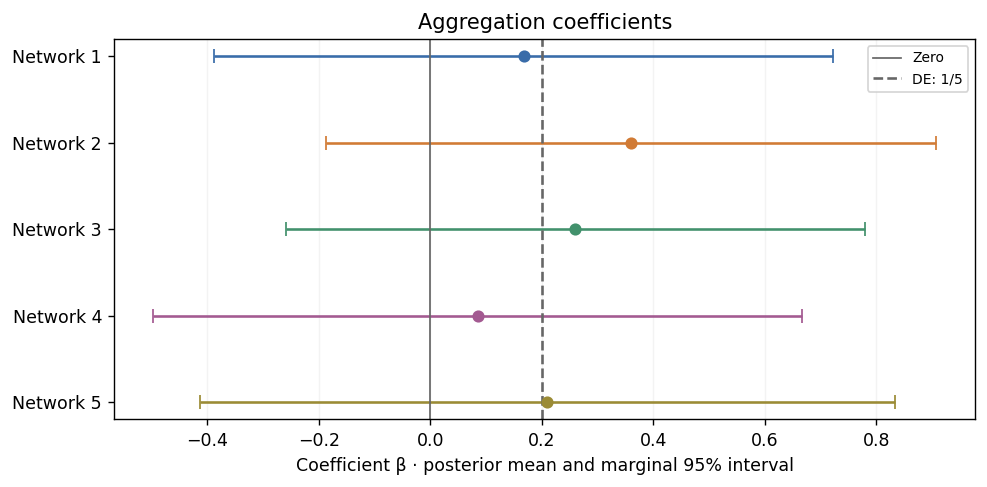 Aggregation coefficients
Network 1
Network 2
Network 3
Network 4
Network 5
Zero
DE: 1/5
−0.4
−0.2
0.0
0.2
0.4
0.6
0.8
Coefficient β · posterior mean and marginal 95% interval